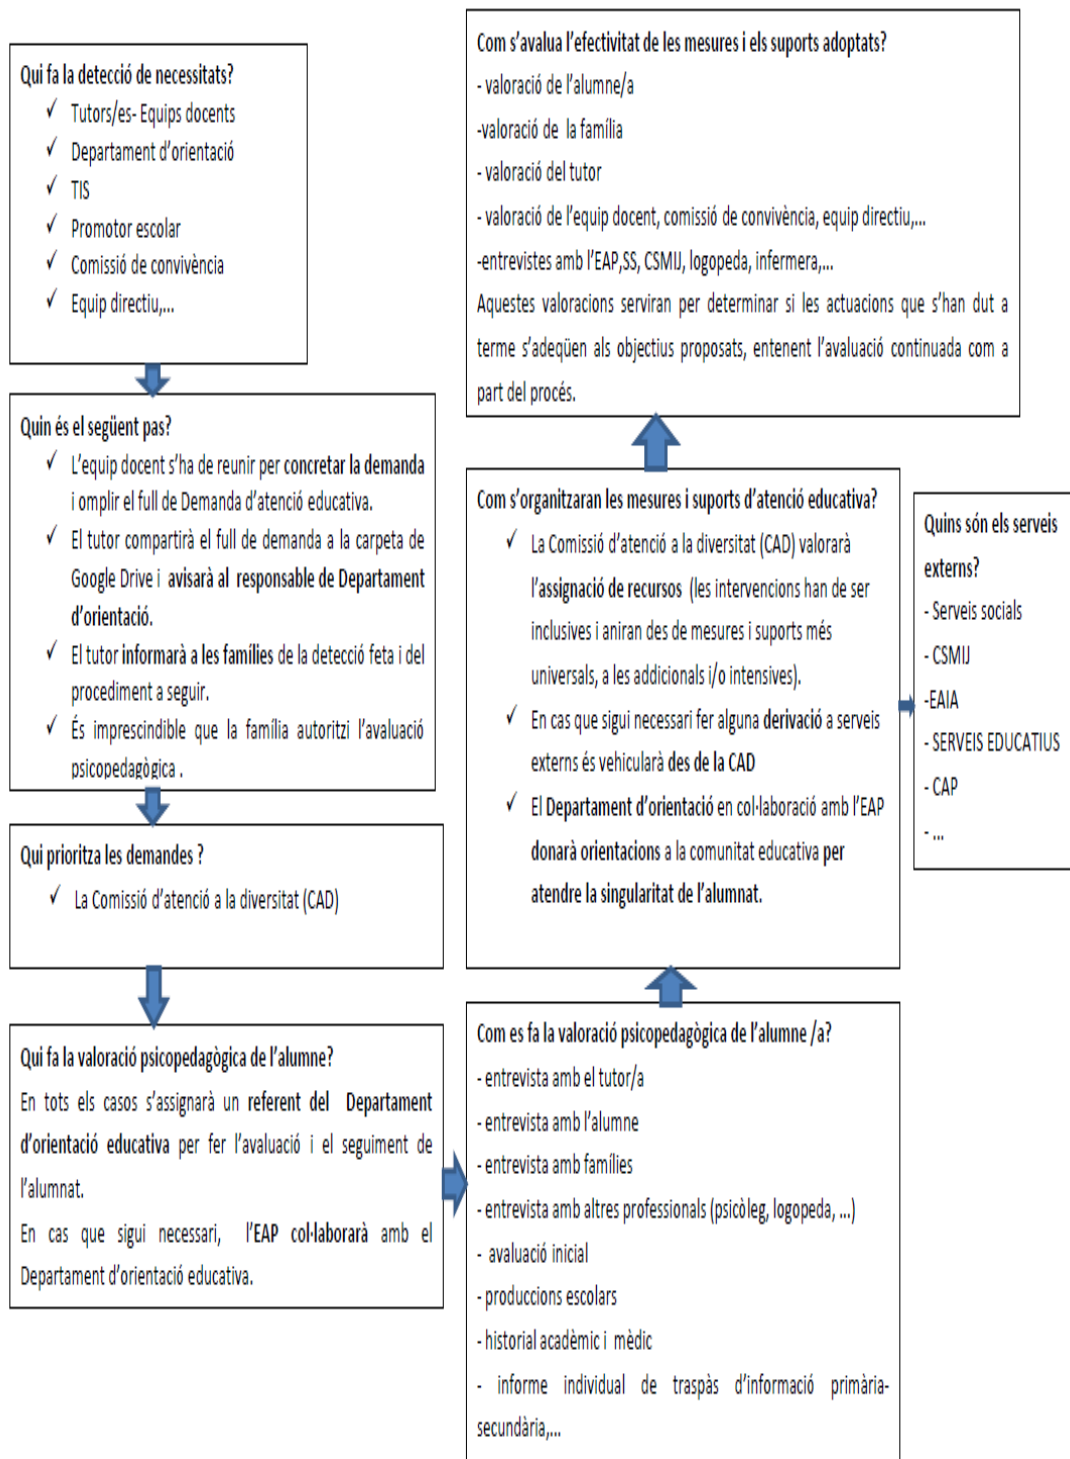 Qui fa la detecció de necessitats?
✓ Tutors/es- Equips docents
✓ Departament d'orientació
✓ TIS
✓ Promotor escolar
✓ Comissió de convivència
✓ Equip directiu,...
Quin és el següent pas?
✓ L'equip docent s'ha de reunir per concretar la demanda
i omplir el full de Demanda d'atenció educativa.
✓ El tutor compartirà el full de demanda a la carpeta de
Google Drive i avisarà al responsable de Departament
d'orientació.
✓ El tutor informarà a les famílies de la detecció feta i del
procediment a seguir.
✓ És imprescindible que la família autoritzi l'avaluació
psicopedagògica .
Qui prioritza les demandes ?
✓ La Comissió d'atenció a la diversitat (CAD)
Qui fa la valoració psicopedagògica de l'alumne?
En tots els casos s'assignarà un referent del Departament
d'orientació educativa per fer l'avaluació i el seguiment de
l'alumnat.
En cas que sigui necessari, l'EAP col·laborarà amb el
Departament d'orientació educativa.
Com es fa la valoració psicopedagògica de l'alumne /a?
- entrevista amb el tutor/a
- entrevista amb l'alumne
- entrevista amb famílies
- entrevista amb altres professionals (psicòleg, logopeda, ...)
- avaluació inicial
- produccions escolars
- historial acadèmic i mèdic
- informe individual de traspàs d'informació primària-
secundària,...
Com s'organitzaran les mesures i suports d'atenció educativa?
✓ La Comissió d'atenció a la diversitat (CAD) valorarà
l'assignació de recursos (les intervencions han de ser
inclusives i aniran des de mesures i suports més
universals, a les addicionals i/o intensives).
✓ En cas que sigui necessari fer alguna derivació a serveis
externs és vehicularà des de la CAD
✓ El Departament d'orientació en col·laboració amb l'EAP
donarà orientacions a la comunitat educativa per
atendre la singularitat de l'alumnat.
Quins són els serveis
externs?
- Serveis socials
- CSMIJ
-EAIA
- SERVEIS EDUCATIUS
- CAP
- ...
Com s'avalua l'efectivitat de les mesures i els suports adoptats?
- valoració de l'alumne/a
-valoració de la família
- valoració del tutor
- valoració de l'equip docent, comissió de convivència, equip directiu,...
-entrevistes amb l'EAP,SS, CSMIJ, logopeda, infermera,...
Aquestes valoracions serviran per determinar si les actuacions que s'han dut a
terme s'adeqüen als objectius proposats, entenent l'avaluació continuada com a
part del procés.